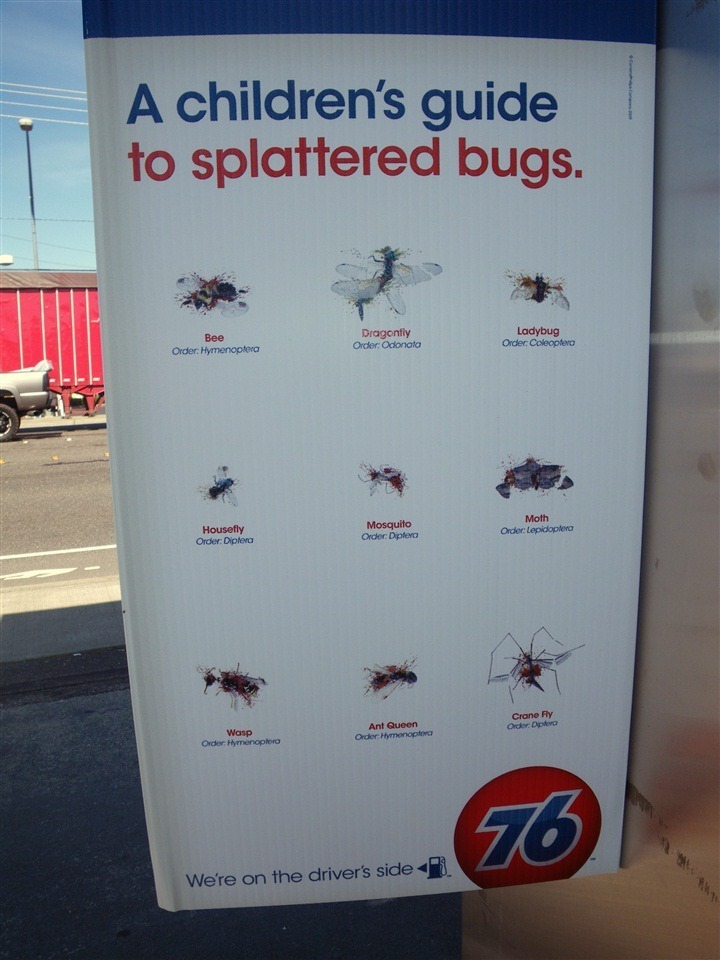 A children's guide
to splattered bugs.
Bee
Order: Hymenoptera
Dragonfly
Order: Odonata
Ladybug
Order: Coleoptera
Housefly
Order: Diptera
Mosquito
Order: Diptera
Moth
Order: Lepidoptera
Wasp
Order: Hymenoptera
Ant Queen
Order: Hymenoptera
Crane Fly
Order: Diptera
We're on the driver's side
76